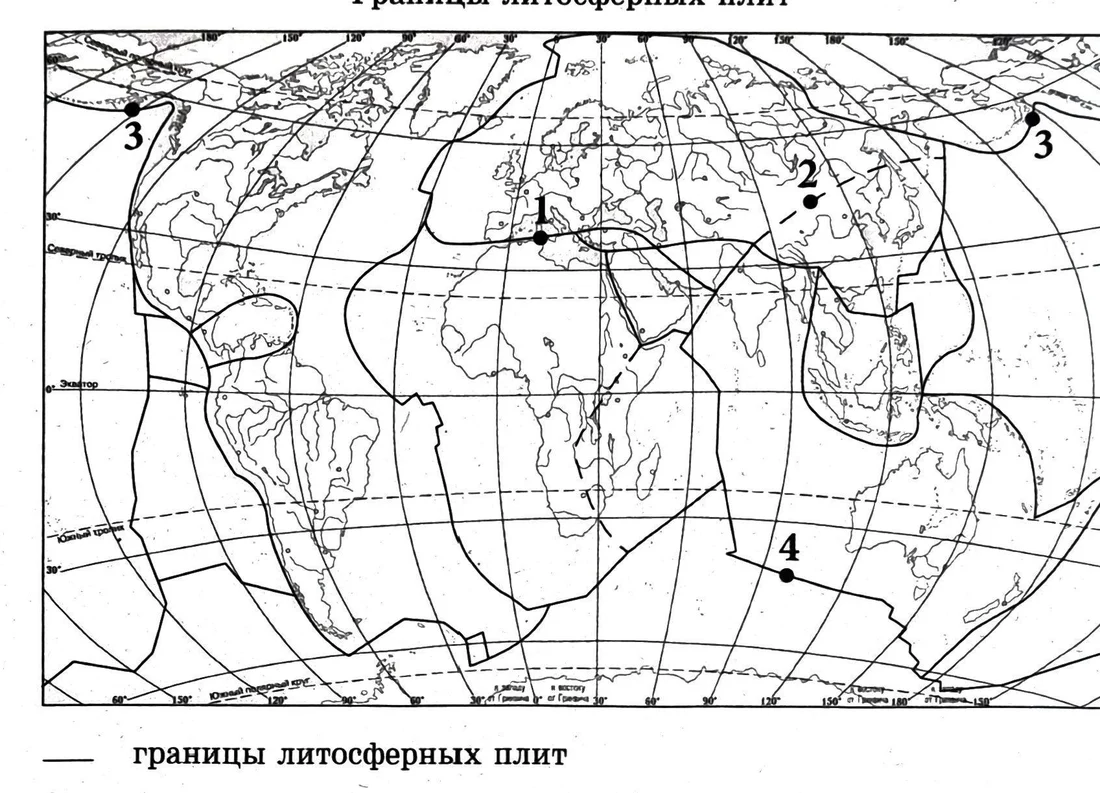 Границы литосферных плит
180° 150° 120° 90° 60° 30° 0° 30° 60° 90° 120° 150° 180° 150° 120°
Северный полярный круг
60°
3
3
2
1
30°
Северный тропик
0° Экватор
Южный тропик
30°
4
Южный полярный круг
к западу от Гринвича
к востоку от Гринвича
к востоку от Гринвича
к западу от Гринвича
60° 150° 120° 30° 0° 30° 60° 90° 120° 150° 180° 150°
границы литосферных плит